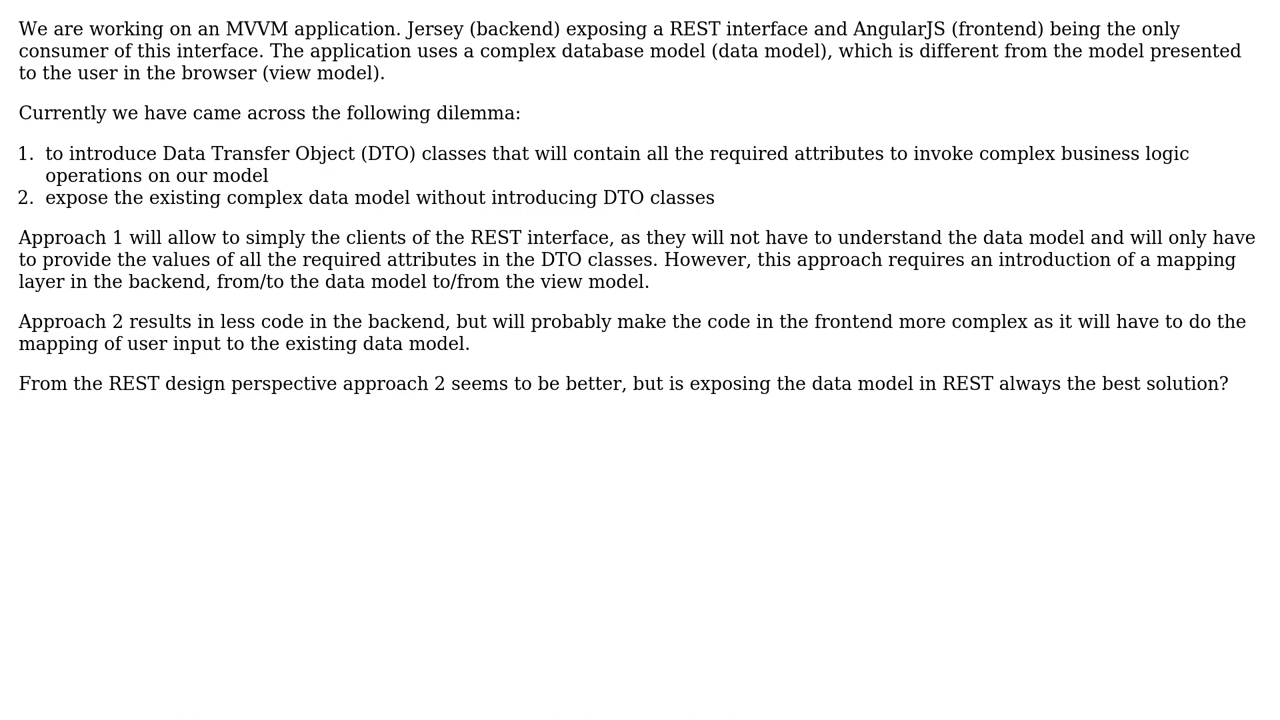 We are working on an MVVM application. Jersey (backend) exposing a REST interface and AngularJS (frontend) being the only
consumer of this interface. The application uses a complex database model (data model), which is different from the model presented
to the user in the browser (view model).
Currently we have came across the following dilemma:
1. to introduce Data Transfer Object (DTO) classes that will contain all the required attributes to invoke complex business logic
operations on our model
2. expose the existing complex data model without introducing DTO classes
Approach 1 will allow to simply the clients of the REST interface, as they will not have to understand the data model and will only have
to provide the values of all the required attributes in the DTO classes. However, this approach requires an introduction of a mapping
layer in the backend, from/to the data model to/from the view model.
Approach 2 results in less code in the backend, but will probably make the code in the frontend more complex as it will have to do the
mapping of user input to the existing data model.
From the REST design perspective approach 2 seems to be better, but is exposing the data model in REST always the best solution?